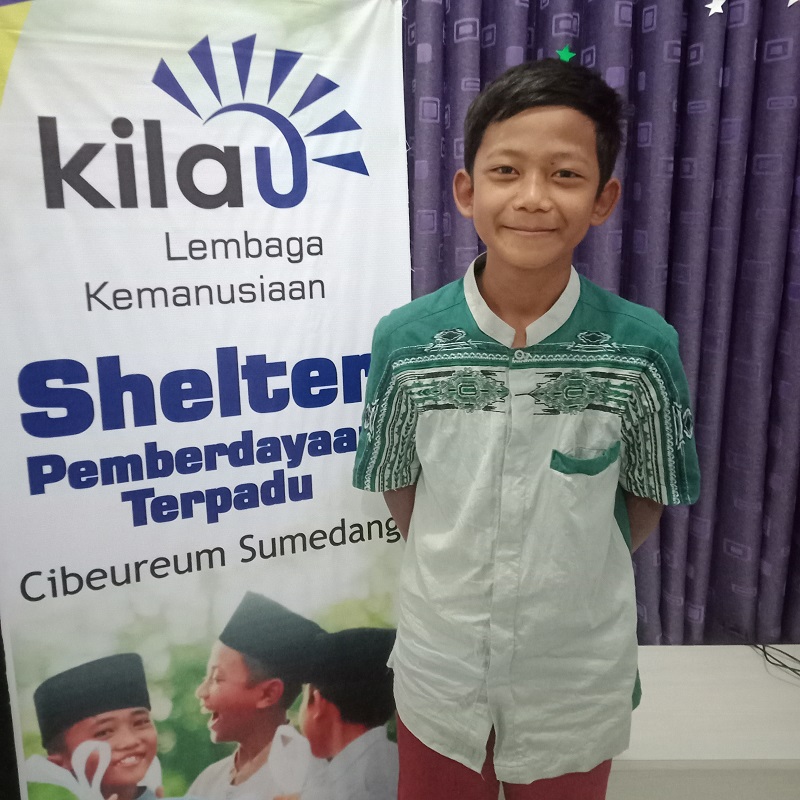 kilau
Lembaga
Kemanusiaan
Shelter
Pemberdayaan
Terpadu
Cibeureum Sumedang